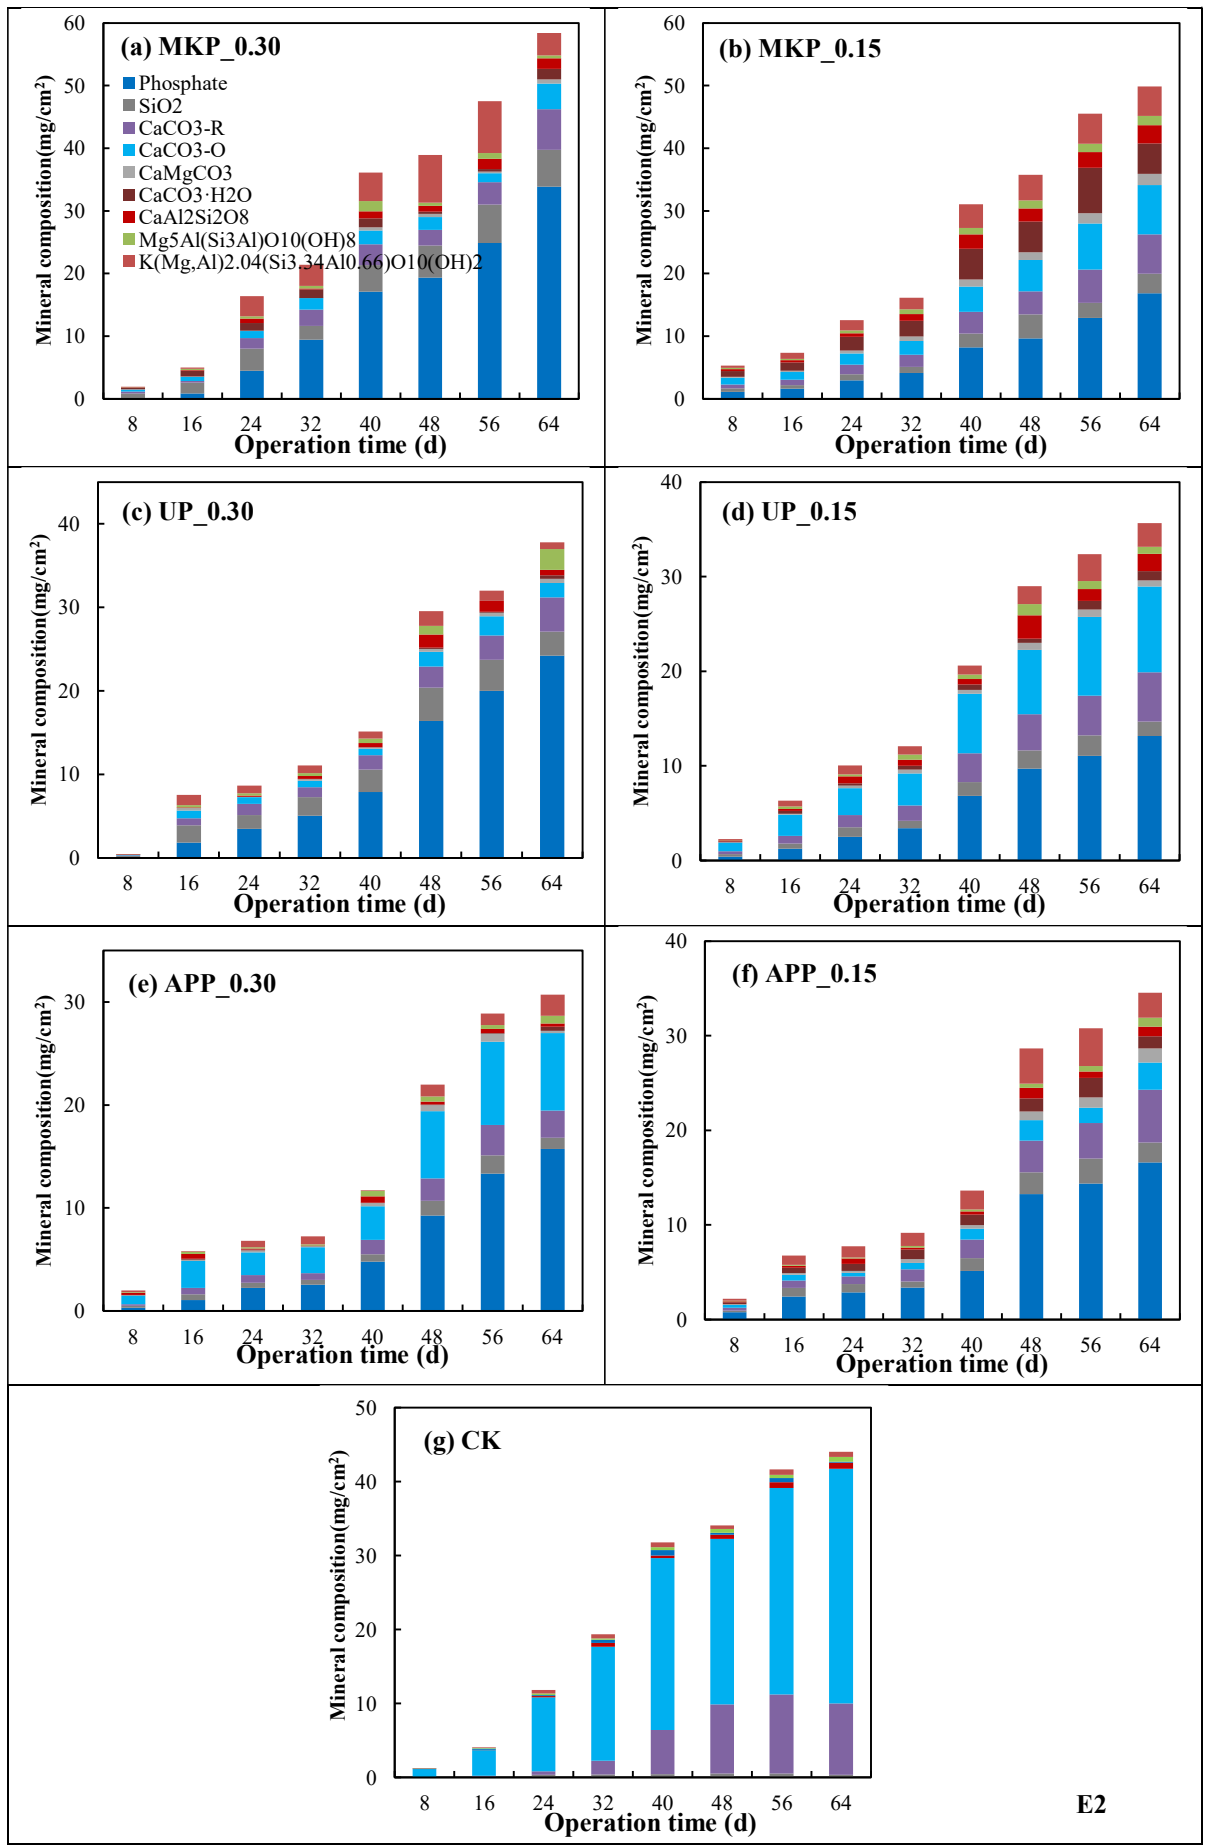 (a) MKP_0.30
Mineral composition(mg/cm²)
60
50
40
30
20
10
0
Phosphate
SiO2
CaCO3-R
CaCO3-O
CaMgCO3
CaCO3·H2O
CaAl2Si2O8
Mg5Al(Si3Al)O10(OH)8
K(Mg,Al)2.04(Si3.34Al0.66)O10(OH)2
8 16 24 32 40 48 56 64
Operation time (d)
(b) MKP_0.15
Mineral composition(mg/cm²)
60
50
40
30
20
10
0
8 16 24 32 40 48 56 64
Operation time (d)
(c) UP_0.30
Mineral composition(mg/cm²)
40
30
20
10
0
8 16 24 32 40 48 56 64
Operation time (d)
(d) UP_0.15
Mineral composition(mg/cm²)
40
30
20
10
0
8 16 24 32 40 48 56 64
Operation time (d)
(e) APP_0.30
Mineral composition(mg/cm²)
30
20
10
0
8 16 24 32 40 48 56 64
Operation time (d)
(f) APP_0.15
Mineral composition(mg/cm²)
40
30
20
10
0
8 16 24 32 40 48 56 64
Operation time (d)
(g) CK
Mineral composition(mg/cm²)
50
40
30
20
10
0
8 16 24 32 40 48 56 64
Operation time (d)
E2